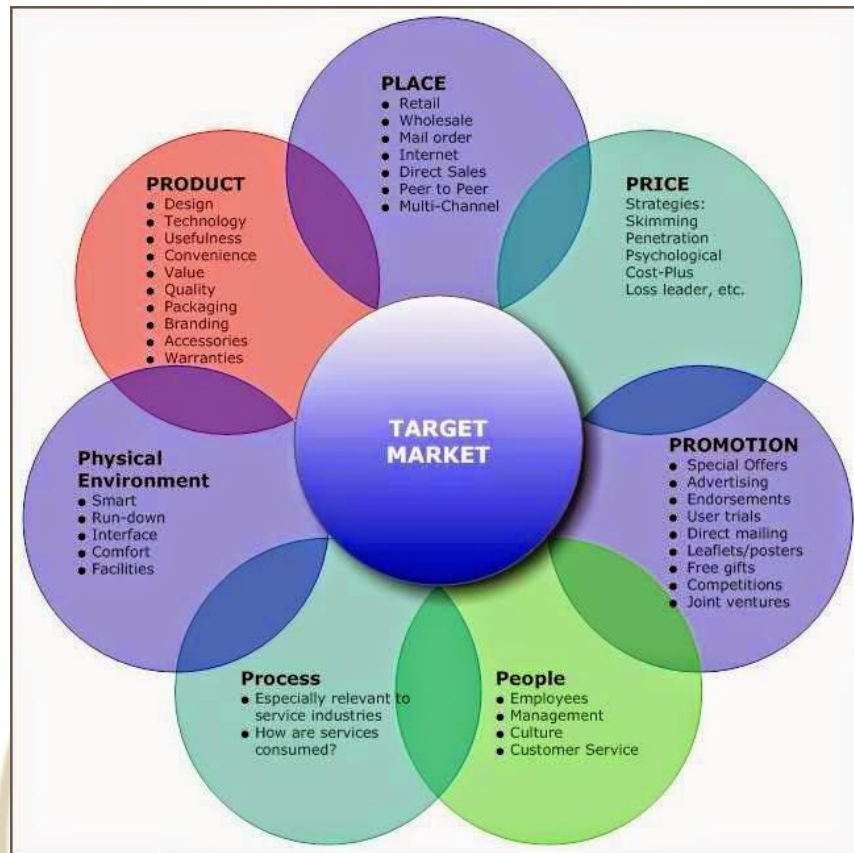 PLACE
● Retail
● Wholesale
● Mail order
● Internet
● Direct Sales
● Peer to Peer
● Multi-Channel
PRODUCT
● Design
● Technology
● Usefulness
● Convenience
● Value
● Quality
● Packaging
● Branding
● Accessories
● Warranties
PRICE
Strategies:
Skimming
Penetration
Psychological
Cost-Plus
Loss leader, etc.
TARGET
MARKET
Physical
Environment
● Smart
● Run-down
● Interface
● Comfort
● Facilities
PROMOTION
● Special Offers
● Advertising
● Endorsements
● User trials
● Direct mailing
● Leaflets/posters
● Free gifts
● Competitions
● Joint ventures
Process
● Especially relevant to
service industries
● How are services
consumed?
People
● Employees
● Management
● Culture
● Customer Service